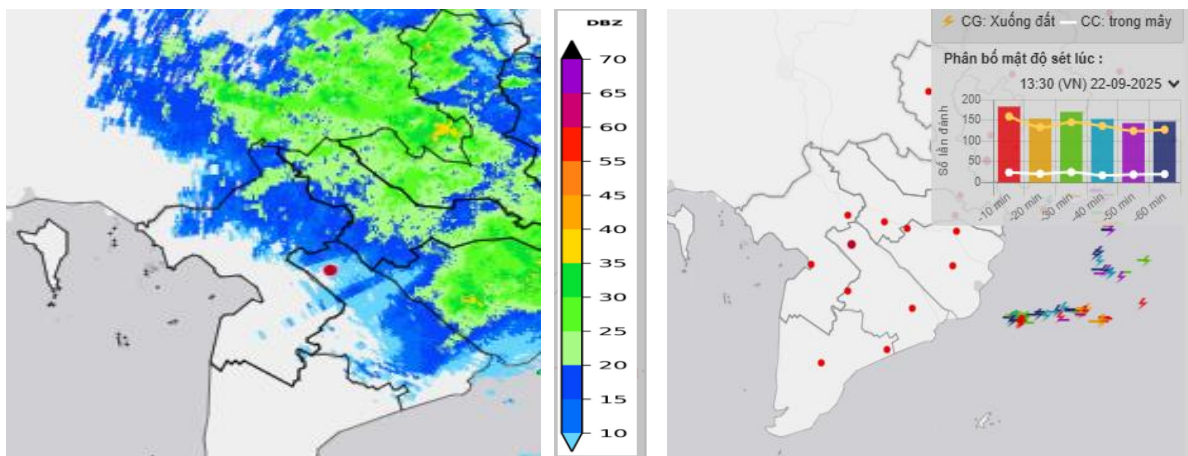 DBZ
70
65
60
55
45
40
35
30
25
20
15
10
CG: Xuống đất CC: trong mây
Phân bố mật độ sét lúc :
13:30 (VN) 22-09-2025
Số lần đánh
200
150
100
50
0
-10 min
-20 min
-30 min
-40 min
-50 min
-60 min